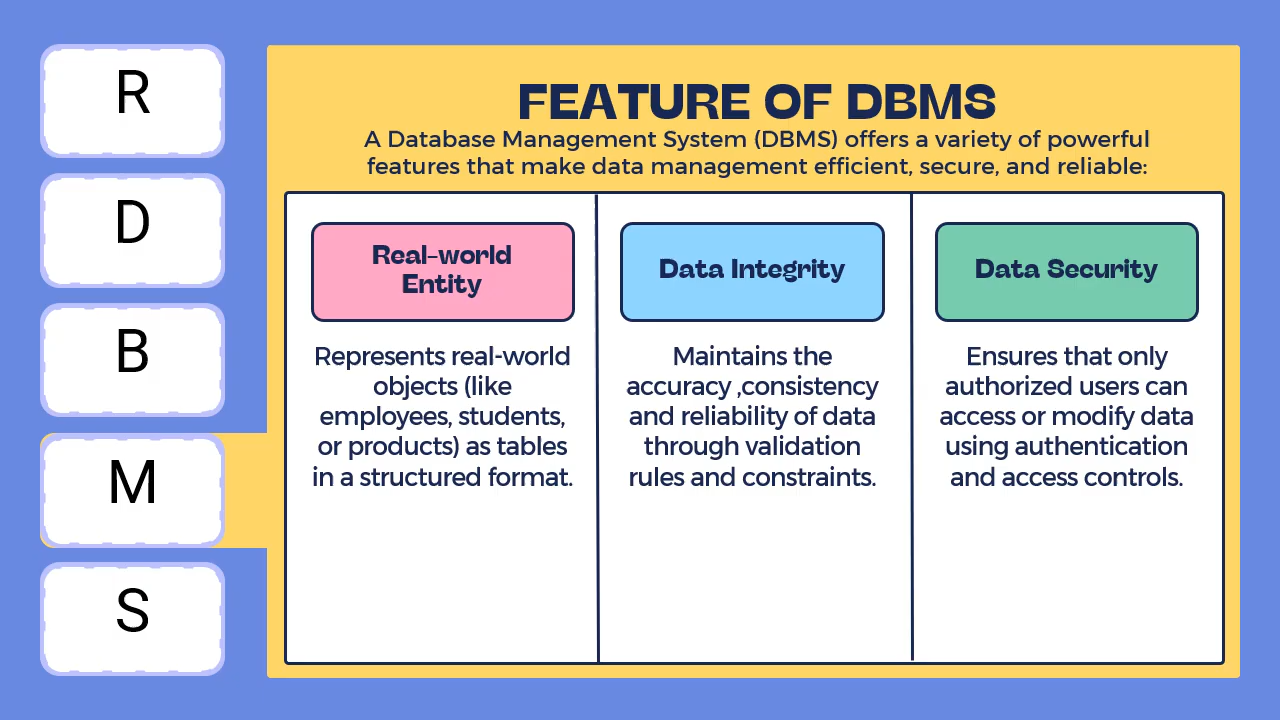 R
D
B
M
S
FEATURE OF DBMS
A Database Management System (DBMS) offers a variety of powerful
features that make data management efficient, secure, and reliable:
Real-world
Entity
Represents real-world
objects (like
employees, students,
or products) as tables
in a structured format.
Data Integrity
Maintains the
accuracy ,consistency
and reliability of data
through validation
rules and constraints.
Data Security
Ensures that only
authorized users can
access or modify data
using authentication
and access controls.